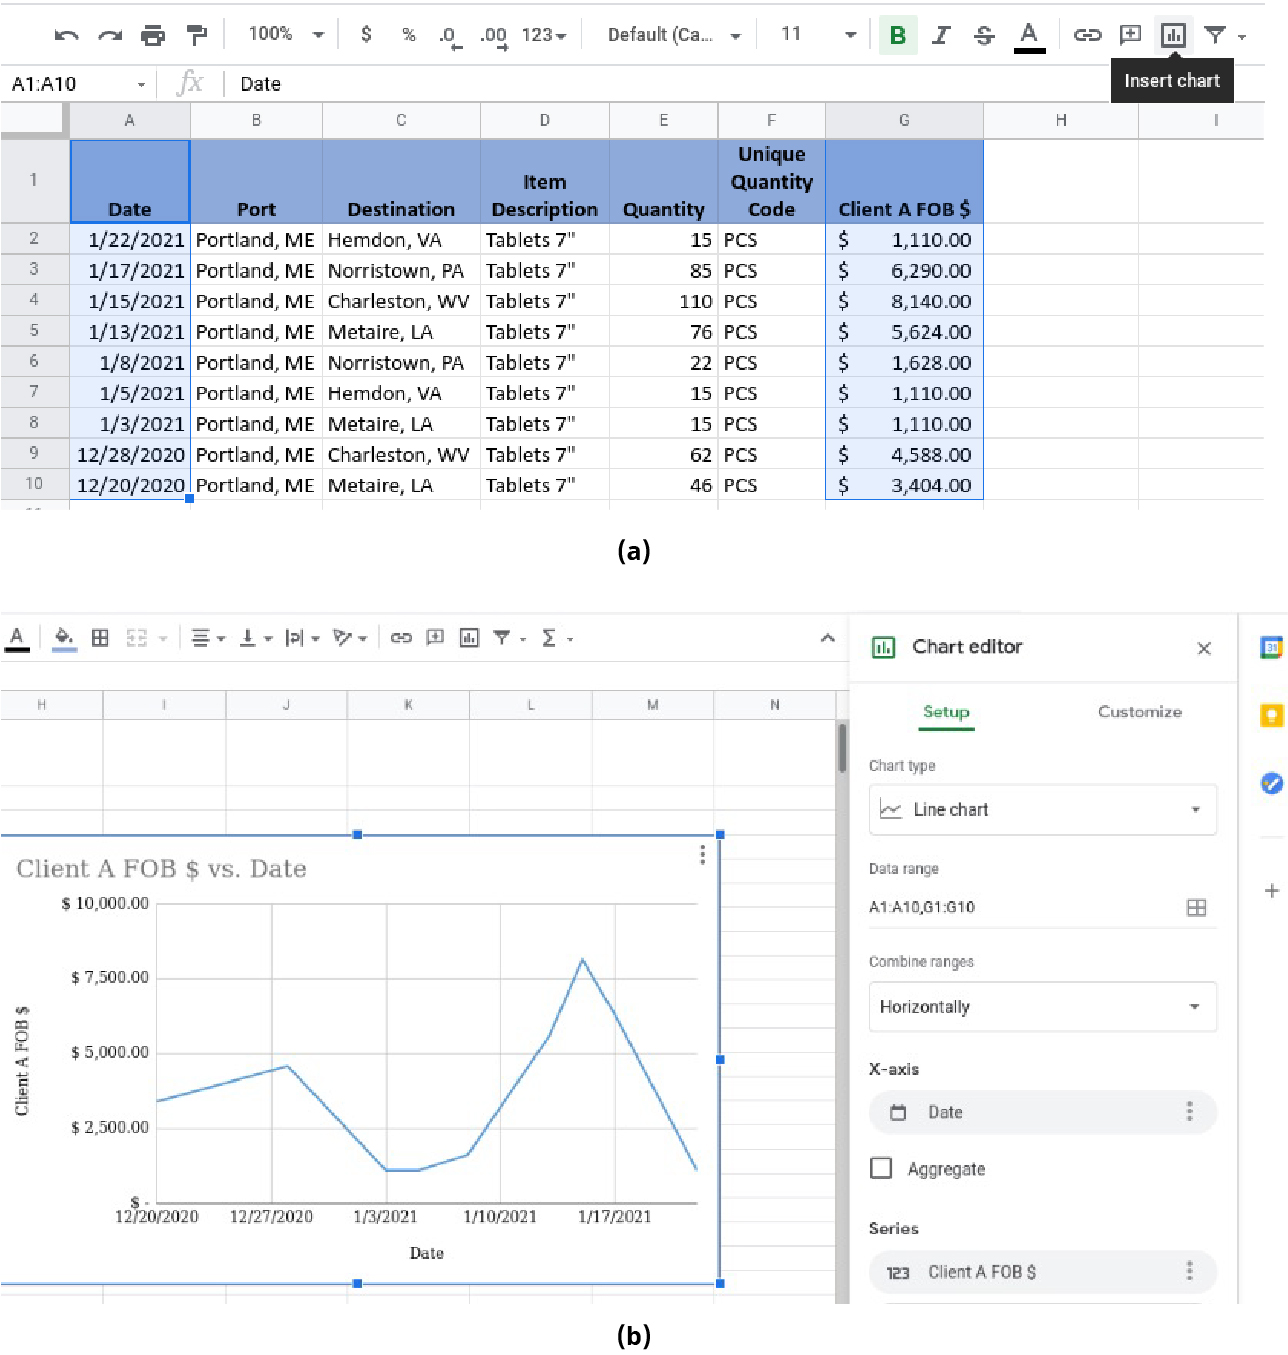 100% $ % .0 .00 123 Default (Ca... 11 B I S A
Insert chart
A1:A10 fx Date
A B C D E F G H I
1 Date Port Destination Item Description Quantity Unique Quantity Code Client A FOB $
2 1/22/2021 Portland, ME Hemdon, VA Tablets 7" 15 PCS $ 1,110.00
3 1/17/2021 Portland, ME Norristown, PA Tablets 7" 85 PCS $ 6,290.00
4 1/15/2021 Portland, ME Charleston, WV Tablets 7" 110 PCS $ 8,140.00
5 1/13/2021 Portland, ME Metaire, LA Tablets 7" 76 PCS $ 5,624.00
6 1/8/2021 Portland, ME Norristown, PA Tablets 7" 22 PCS $ 1,628.00
7 1/5/2021 Portland, ME Hemdon, VA Tablets 7" 15 PCS $ 1,110.00
8 1/3/2021 Portland, ME Metaire, LA Tablets 7" 15 PCS $ 1,110.00
9 12/28/2020 Portland, ME Charleston, WV Tablets 7" 62 PCS $ 4,588.00
10 12/20/2020 Portland, ME Metaire, LA Tablets 7" 46 PCS $ 3,404.00
(a)
A Σ
H I J K L M N
Client A FOB $ vs. Date
$ 10,000.00
$ 7,500.00
$ 5,000.00
$ 2,500.00
$ -
Client A FOB $
12/20/2020 12/27/2020 1/3/2021 1/10/2021 1/17/2021
Date
Chart editor
Setup Customize
Chart type
Line chart
Data range
A1:A10,G1:G10
Combine ranges
Horizontally
X-axis
Date
Aggregate
Series
123 Client A FOB $
31
(b)